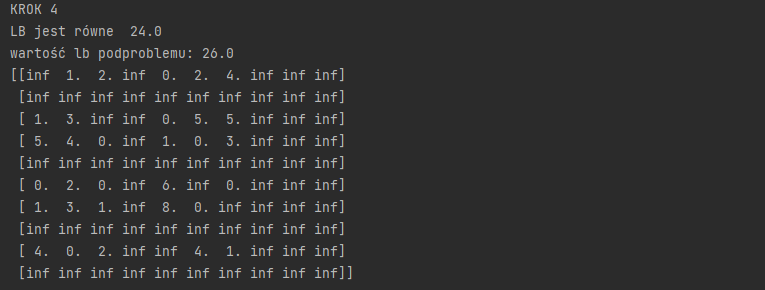 KROK 4
LB jest równe  24.0
wartość lb podproblemu: 26.0
[[inf  1.  2. inf  0.  2.  4. inf inf inf]
 [inf inf inf inf inf inf inf inf inf inf]
 [ 1.  3. inf inf  0.  5.  5. inf inf inf]
 [ 5.  4.  0. inf  1.  0.  3. inf inf inf]
 [inf inf inf inf inf inf inf inf inf inf]
 [ 0.  2.  0. inf  6. inf  0. inf inf inf]
 [ 1.  3.  1. inf  8.  0. inf inf inf inf]
 [inf inf inf inf inf inf inf inf inf inf]
 [ 4.  0.  2. inf inf  4.  1. inf inf inf]
 [inf inf inf inf inf inf inf inf inf inf]]